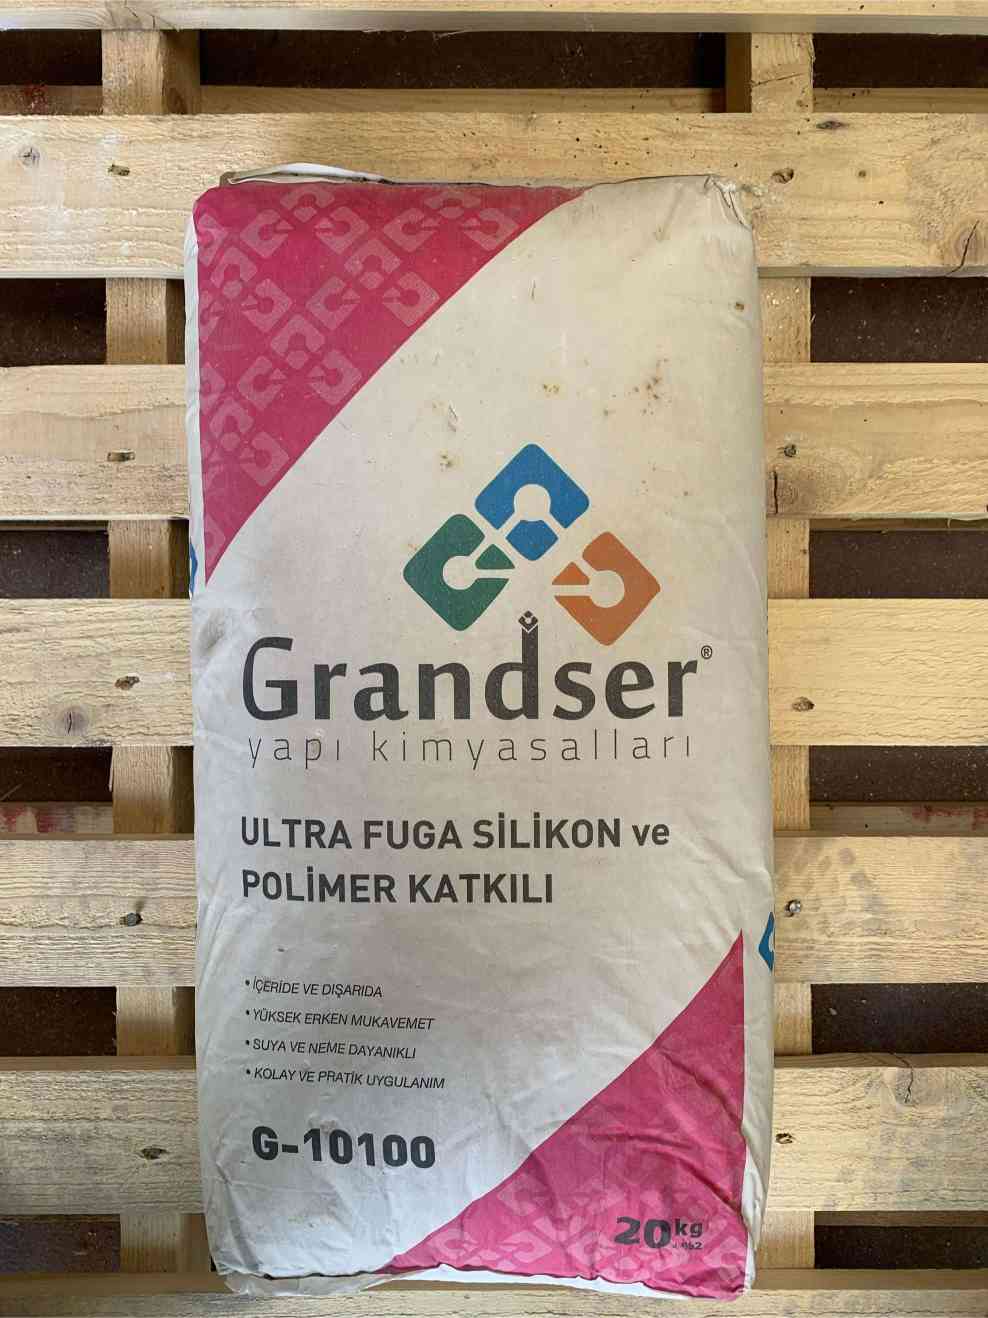 Grandser®
yapı kimyasalları
ULTRA FUGA SİLİKON ve
POLİMER KATKILI
• İÇERİDE VE DIŞARIDA
• YÜKSEK ERKEN MUKAVEMET
• SUYA VE NEME DAYANIKLI
• KOLAY VE PRATİK UYGULANIM
G-10100
20kg